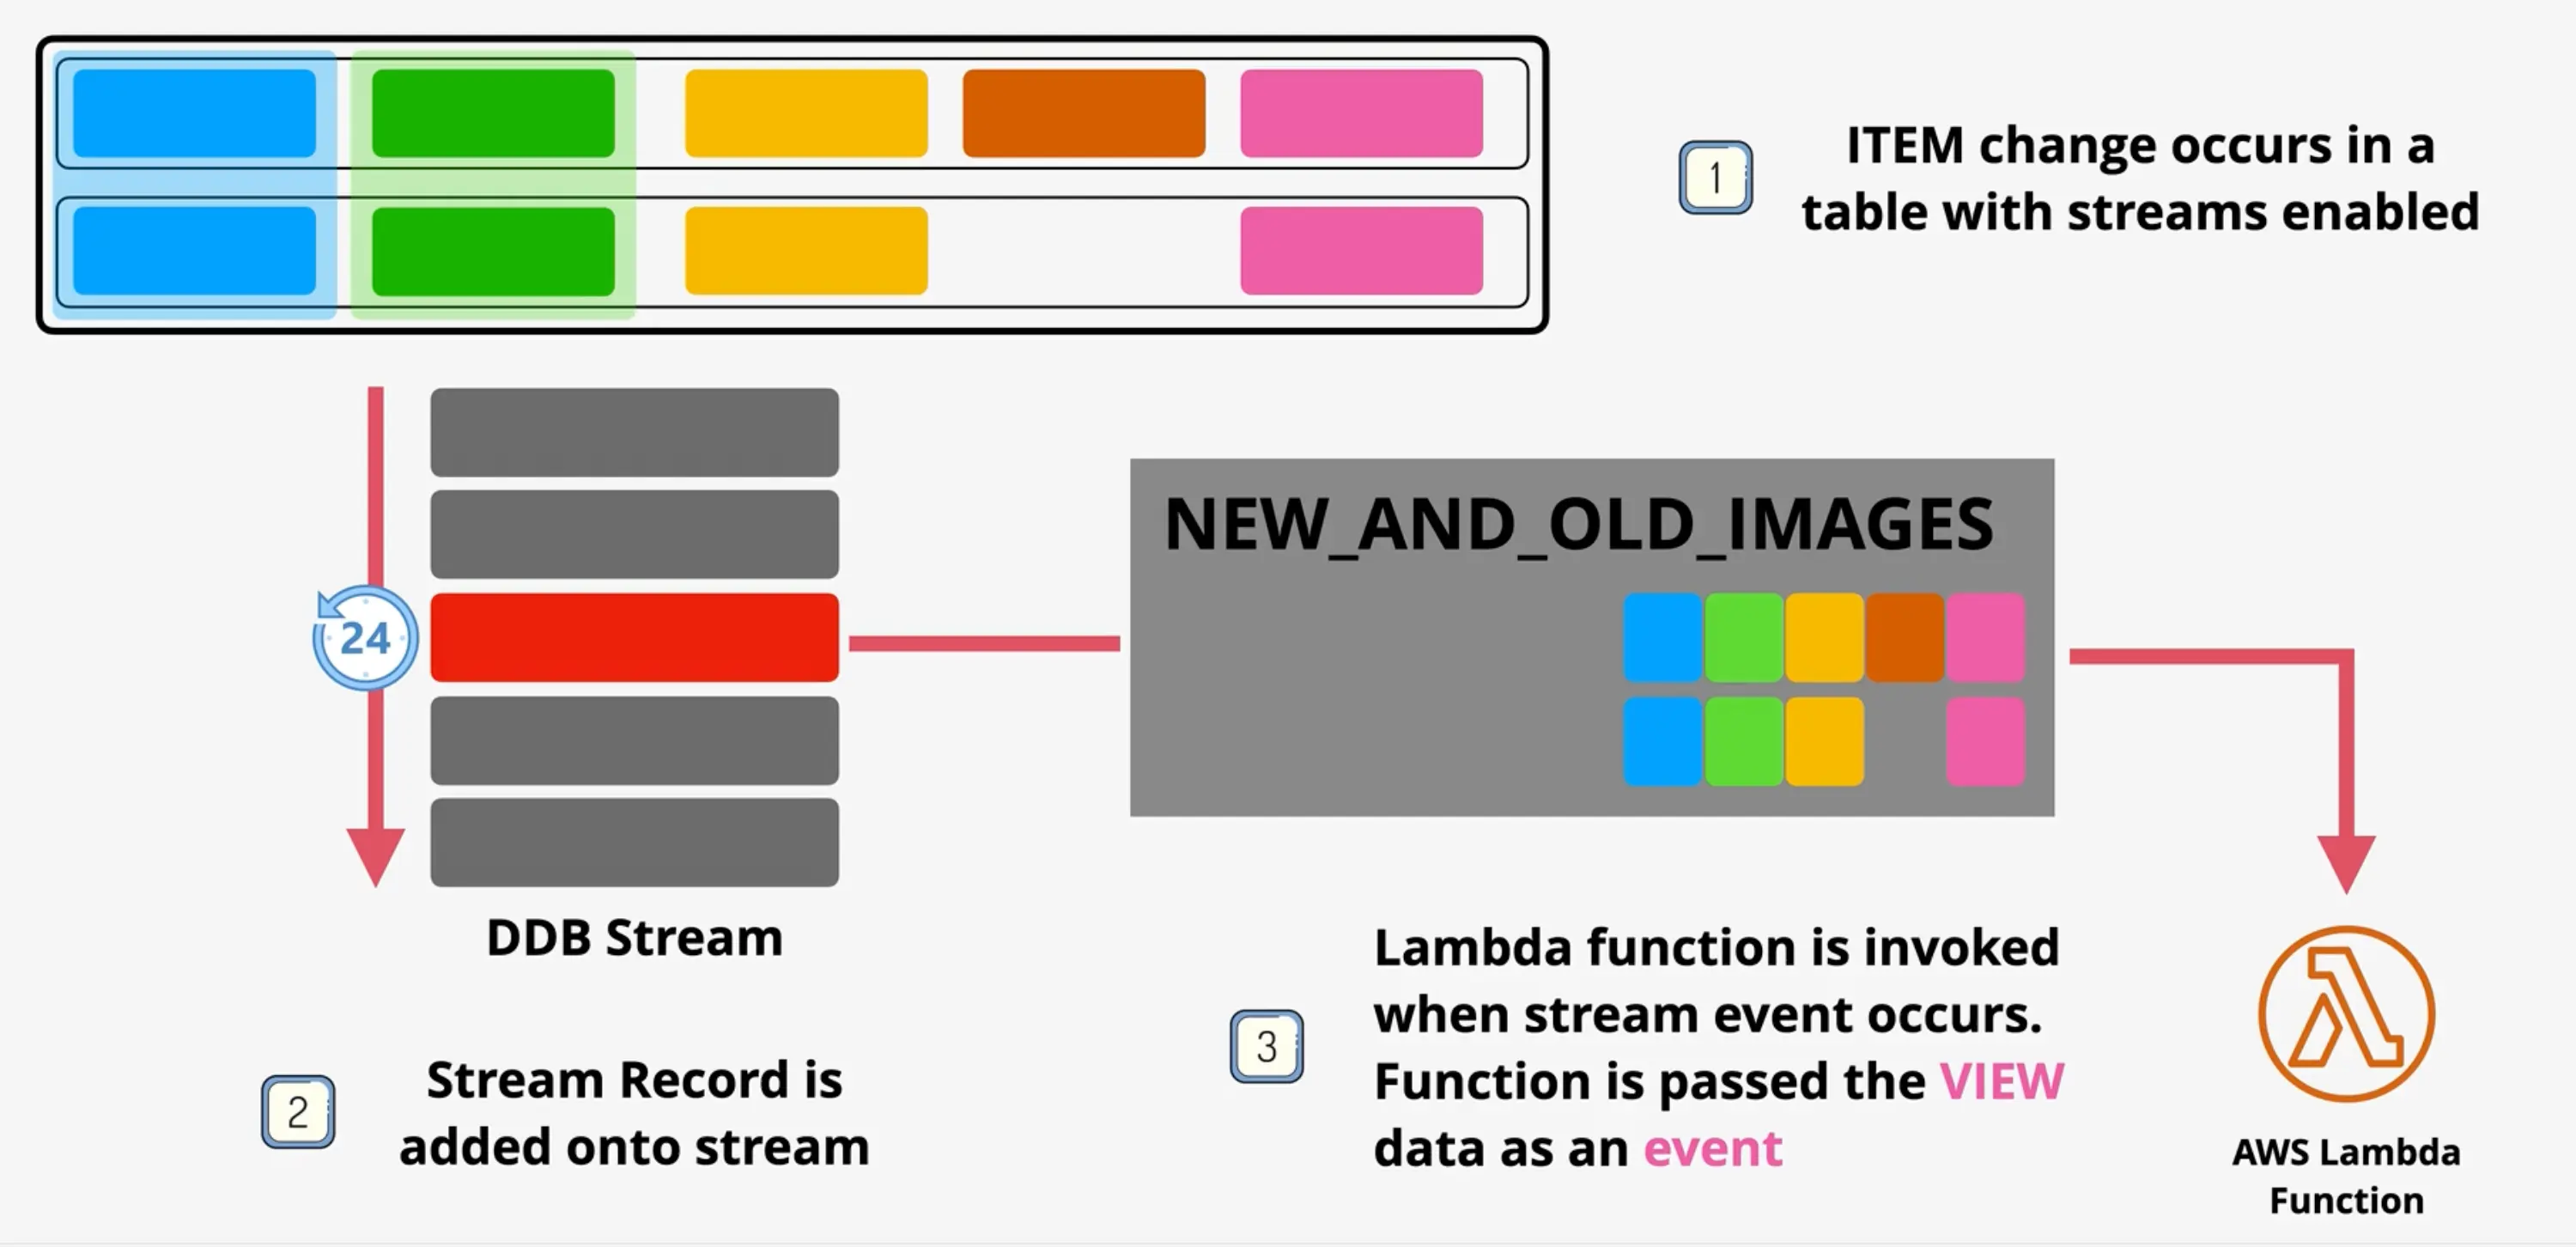 1
ITEM change occurs in a
table with streams enabled
24
DDB Stream
2
Stream Record is
added onto stream
NEW_AND_OLD_IMAGES
3
Lambda function is invoked
when stream event occurs.
Function is passed the VIEW
data as an event
AWS Lambda
Function